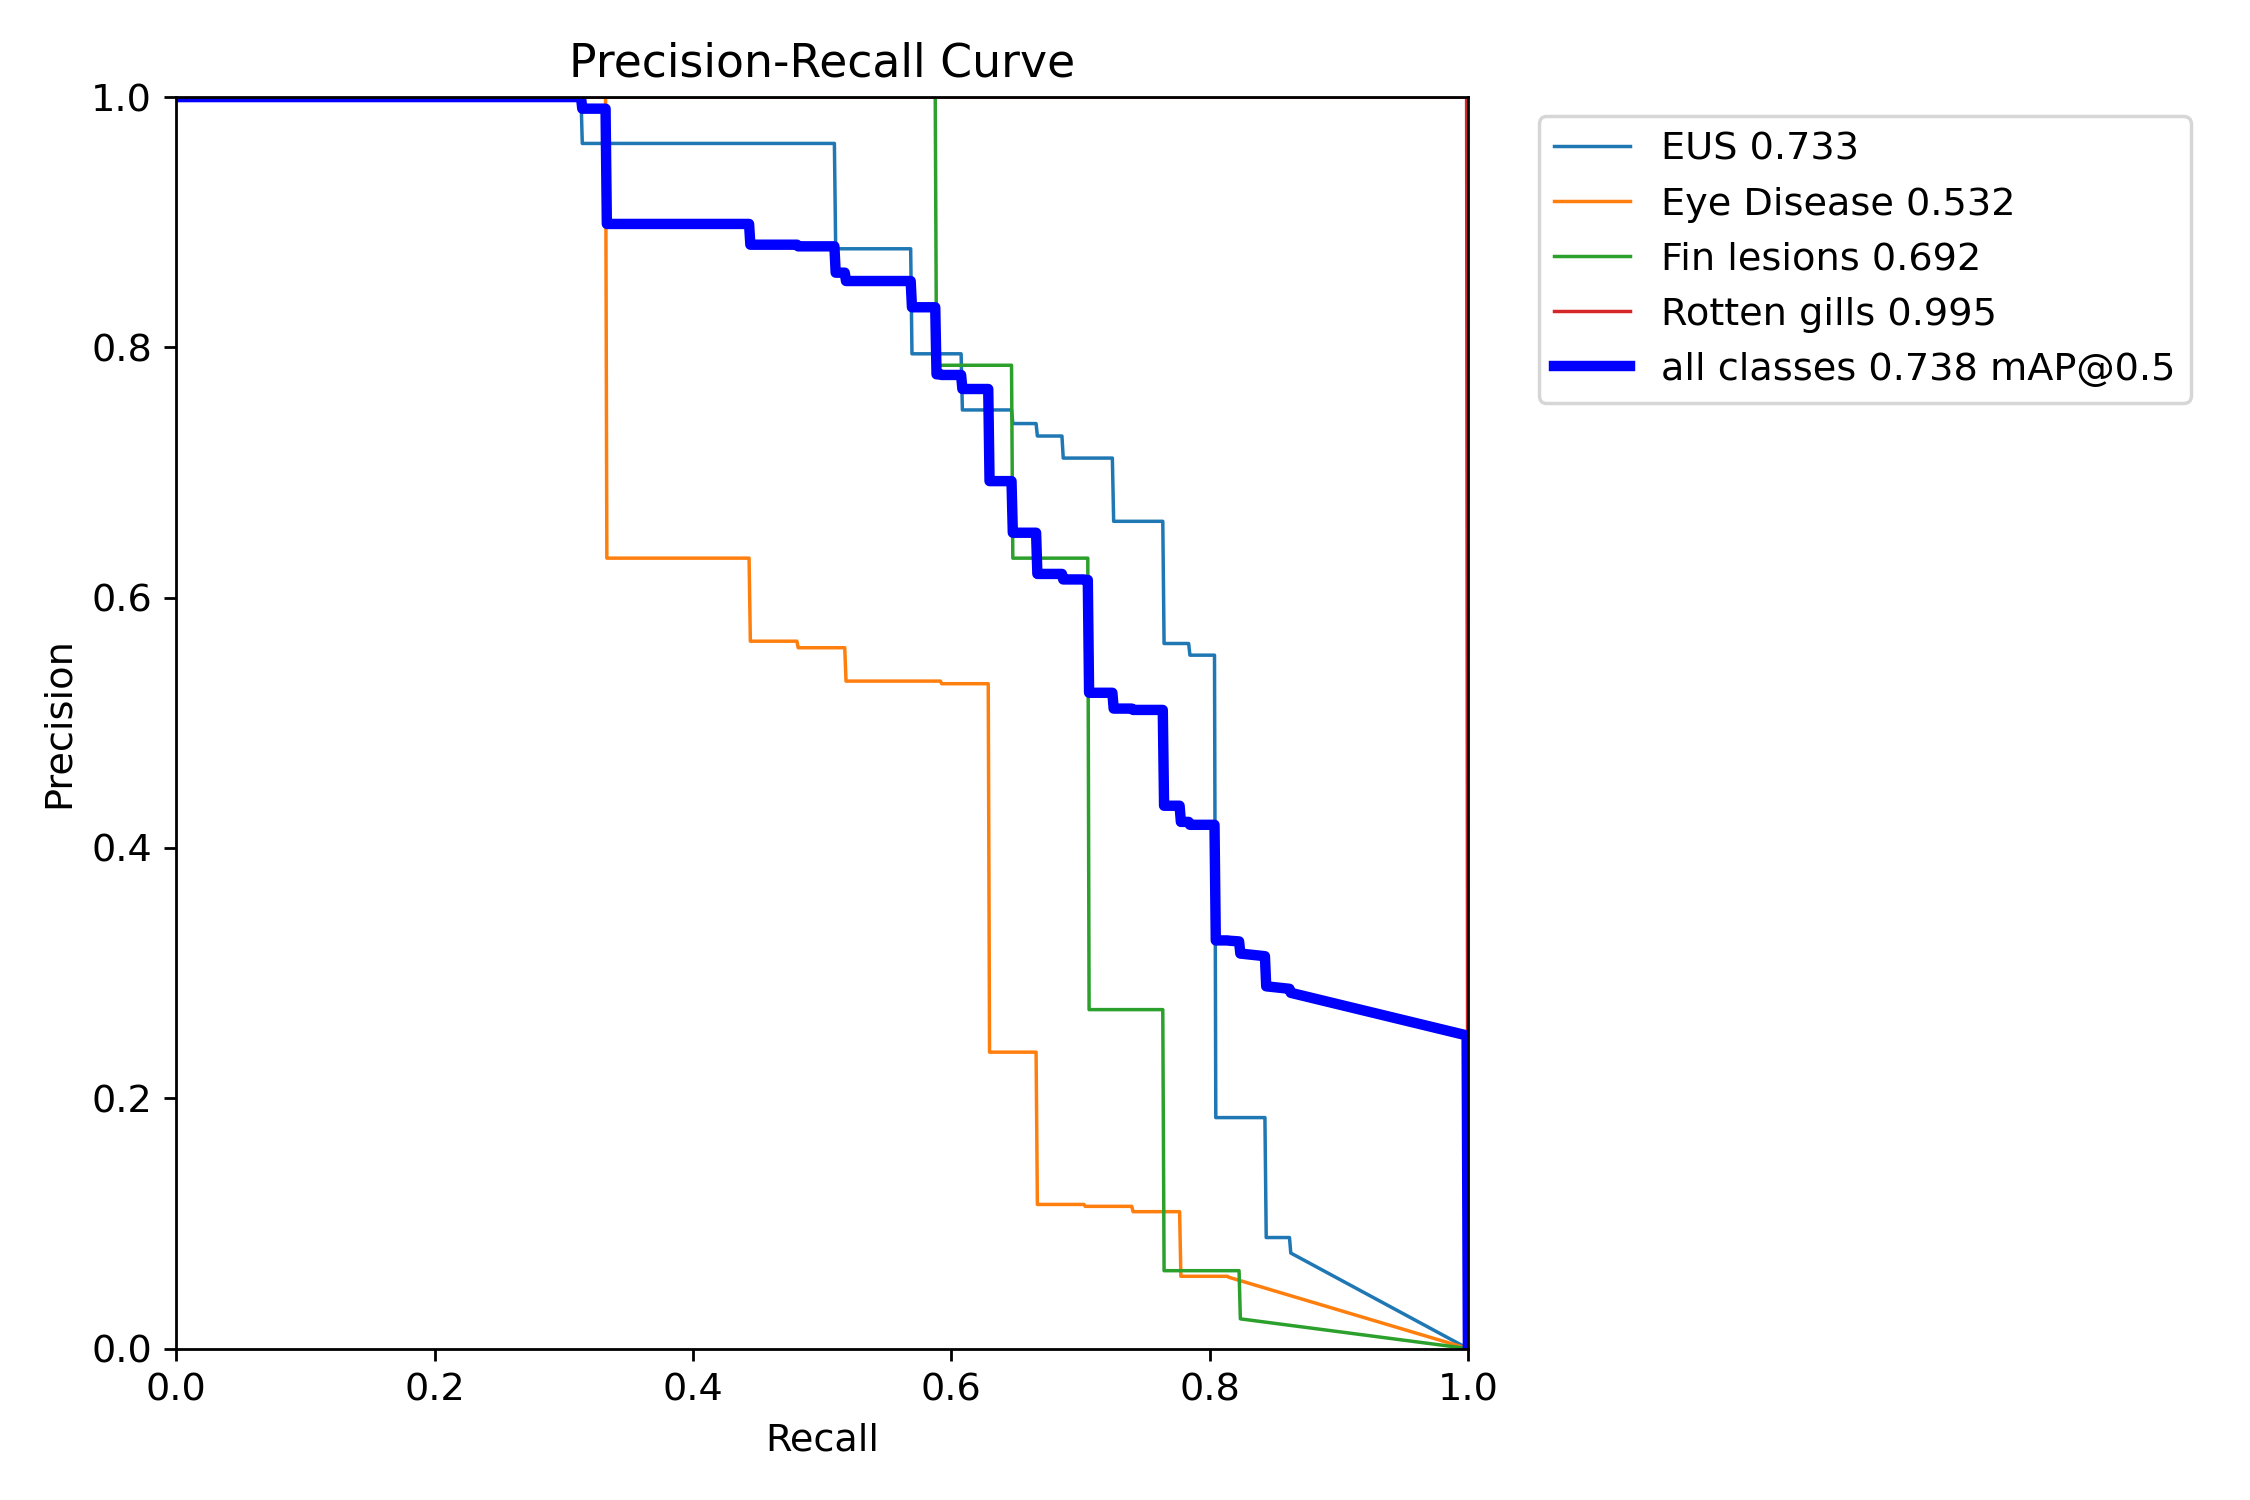 Precision-Recall Curve
1.0
0.8
0.6
0.4
0.2
0.0
Precision
0.0 0.2 0.4 0.6 0.8 1.0
Recall
EUS 0.733
Eye Disease 0.532
Fin lesions 0.692
Rotten gills 0.995
all classes 0.738 mAP@0.5